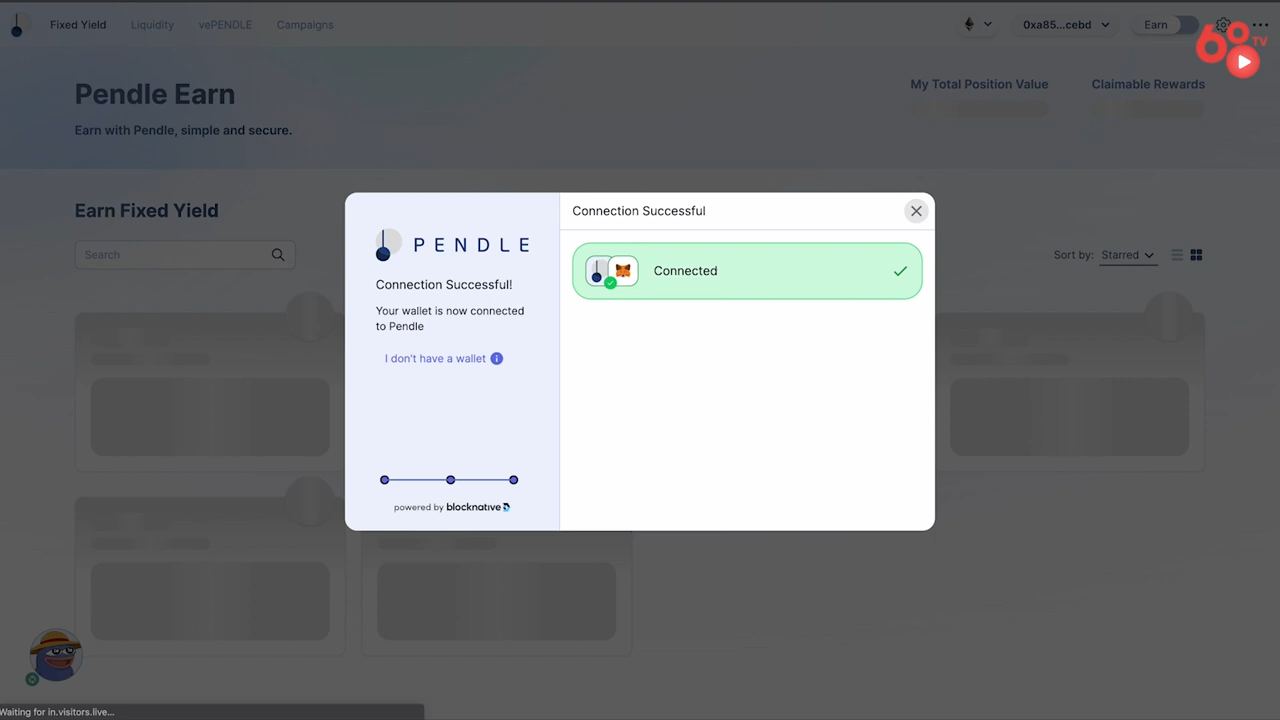 Fixed Yield
Liquidity
vePENDLE
Campaigns
0xa85...cebd
Earn
68
TV
Pendle Earn
Earn with Pendle, simple and secure.
My Total Position Value
Claimable Rewards
Earn Fixed Yield
Search
Sort by:
Starred
PENDLE
Connection Successful!
Your wallet is now connected
to Pendle
I don't have a wallet
powered by blocknative
Connection Successful
Connected
Waiting for in.visitors.live...